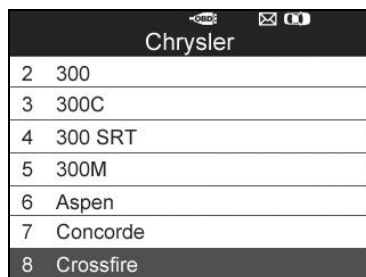 OBD
Chrysler
2 300
3 300C
4 300 SRT
5 300M
6 Aspen
7 Concorde
8 Crossfire